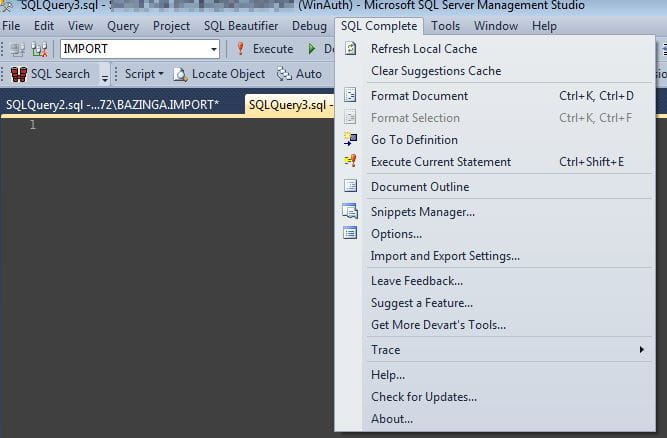 SQLQuery3.sql - (WinAuth) - Microsoft SQL Server Management Studio
File Edit View Query Project SQL Beautifier Debug SQL Complete Tools Window Help
IMPORT Execute De
SQL Search Script Locate Object Auto
SQLQuery2.sql -...72\BAZINGA.IMPORT* SQLQuery3.sql -
1
Refresh Local Cache
Clear Suggestions Cache
Format Document Ctrl+K, Ctrl+D
Format Selection Ctrl+K, Ctrl+F
Go To Definition
Execute Current Statement Ctrl+Shift+E
Document Outline
Snippets Manager...
Options...
Import and Export Settings...
Leave Feedback...
Suggest a Feature...
Get More Devart's Tools...
Trace
Help...
Check for Updates...
About...